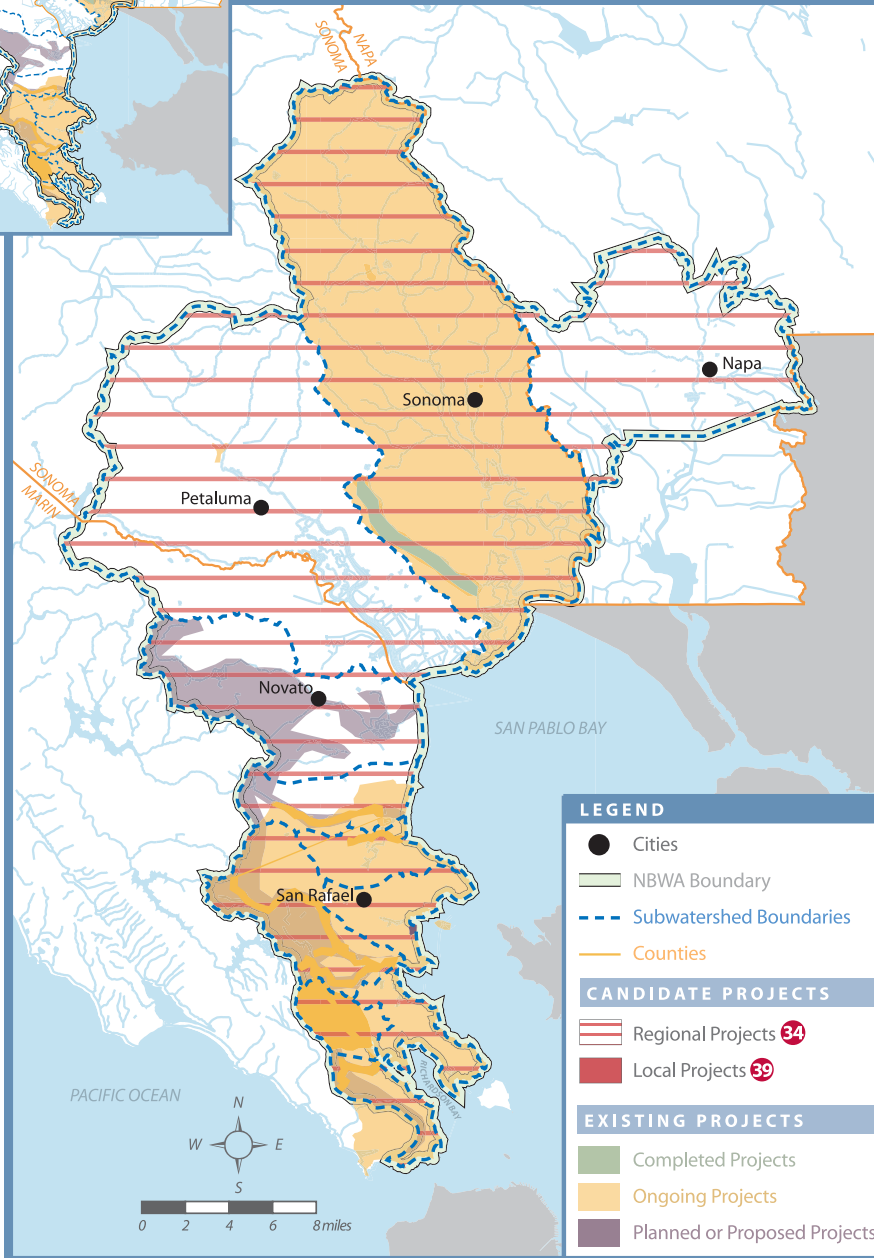 SONOMA
NAPA
Napa
Sonoma
SONOMA
MARIN
Petaluma
Novato
SAN PABLO BAY
San Rafael
RICHARDSON BAY
PACIFIC OCEAN
N
W
E
S
0 2 4 6 8 miles
LEGEND
Cities
NBWA Boundary
Subwatershed Boundaries
Counties
CANDIDATE PROJECTS
Regional Projects 34
Local Projects 39
EXISTING PROJECTS
Completed Projects
Ongoing Projects
Planned or Proposed Projects